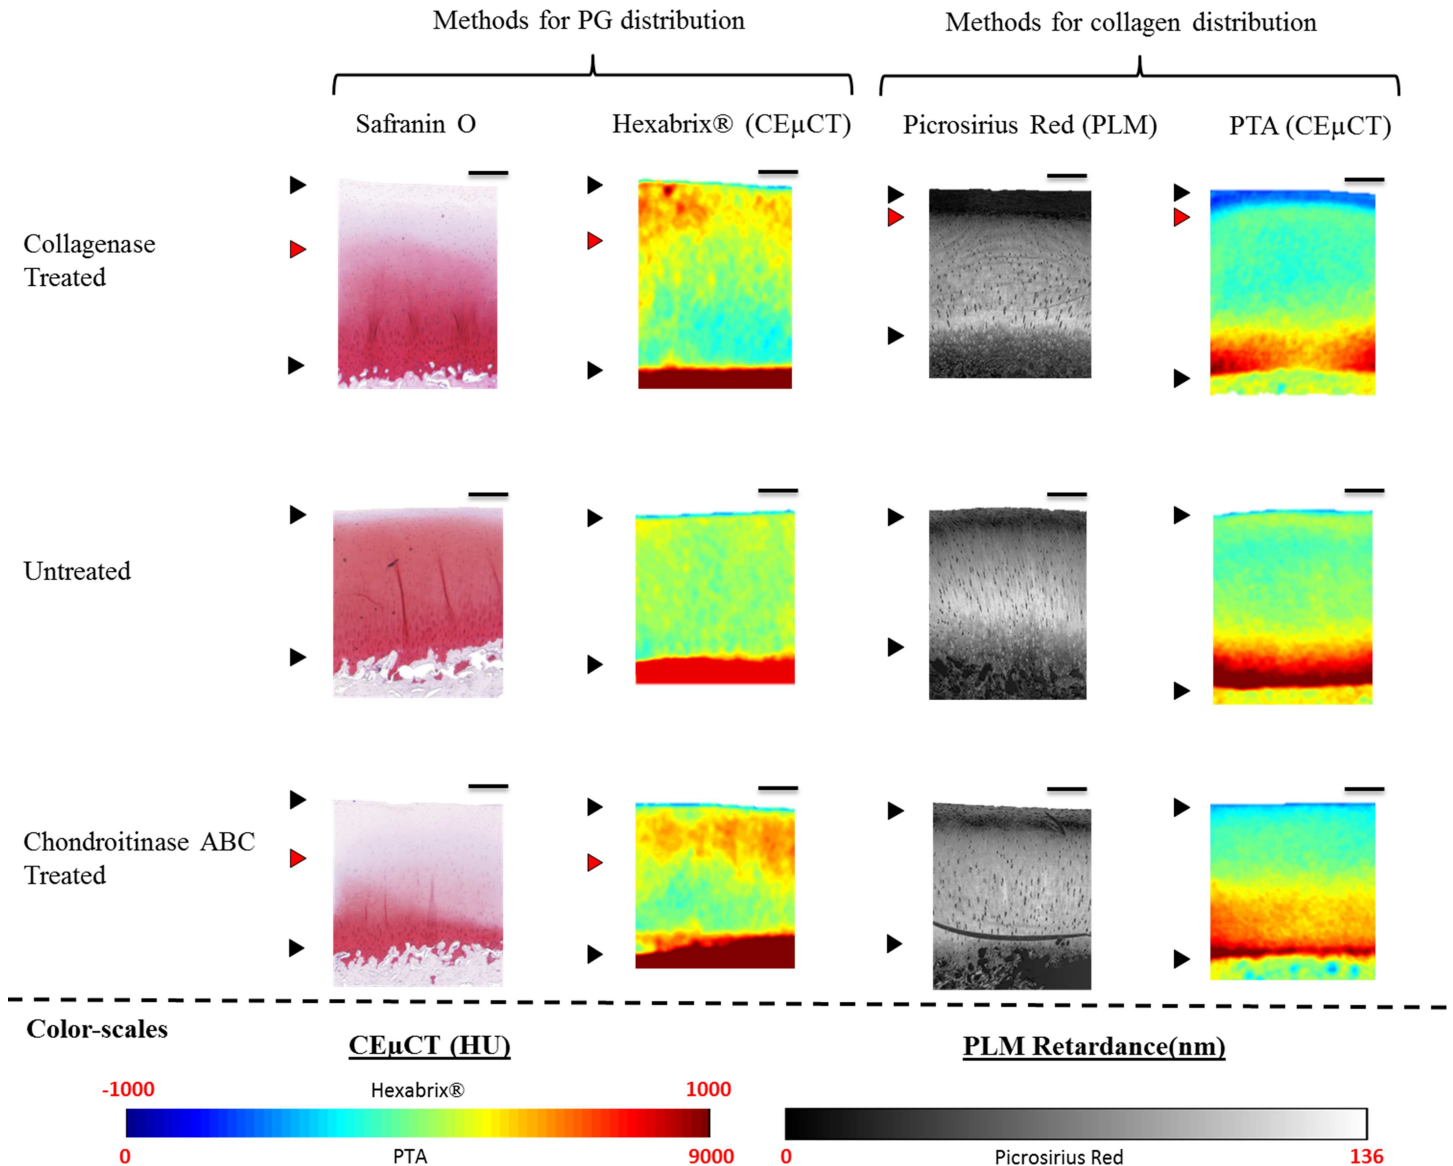 Methods for PG distribution
Methods for collagen distribution
Safranin O
Hexabrix® (CEµCT)
Picrosirius Red (PLM)
PTA (CEµCT)
Collagenase
Treated
Untreated
Chondroitinase ABC
Treated
Color-scales
CEµCT (HU)
PLM Retardance(nm)
-1000
Hexabrix®
1000
0
PTA
9000
0
Picrosirius Red
136